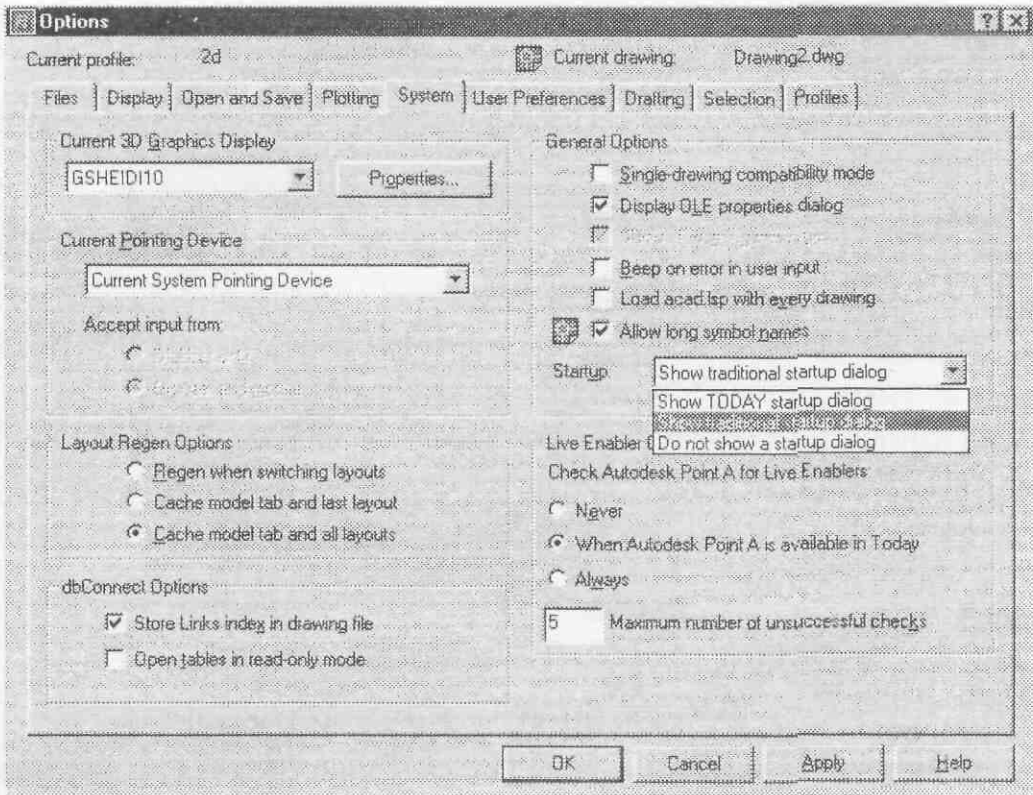 Options
Current profile: 2d Current drawing: Drawing2.dwg
Files Display Open and Save Plotting System User Preferences Drafting Selection Profiles
Current 3D Graphics Display
GSHEIDI10 Properties...
Current Pointing Device
Current System Pointing Device
Accept input from:
Layout Regen Options
Regen when switching layouts
Cache model tab and last layout
Cache model tab and all layouts
dbConnect Options
Store Links index in drawing file
Open tables in read-only mode
General Options
Single-drawing compatibility mode
Display OLE properties dialog
Beep on error in user input
Load acad.lsp with every drawing
Allow long symbol names
Startup: Show traditional startup dialog
Show TODAY startup dialog
Do not show a startup dialog
Live Enabler
Check Autodesk Point A for Live Enablers
Never
When Autodesk Point A is available in Today
Always
5 Maximum number of unsuccessful checks
OK Cancel Apply Help